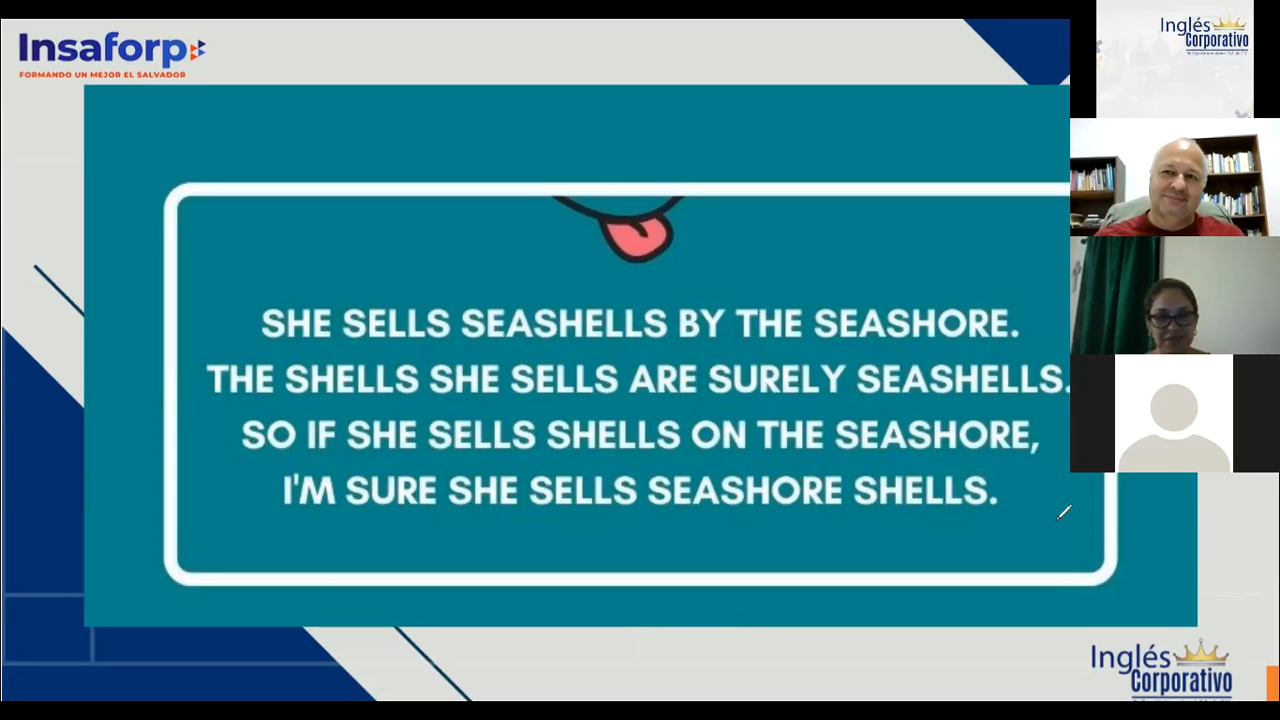 Insaforp
FORMANDO UN MEJOR EL SALVADOR
Inglés
Corporativo
SHE SELLS SEASHELLS BY THE SEASHORE.
THE SHELLS SHE SELLS ARE SURELY SEASHELLS.
SO IF SHE SELLS SHELLS ON THE SEASHORE,
I'M SURE SHE SELLS SEASHORE SHELLS.
Inglés
Corporativo